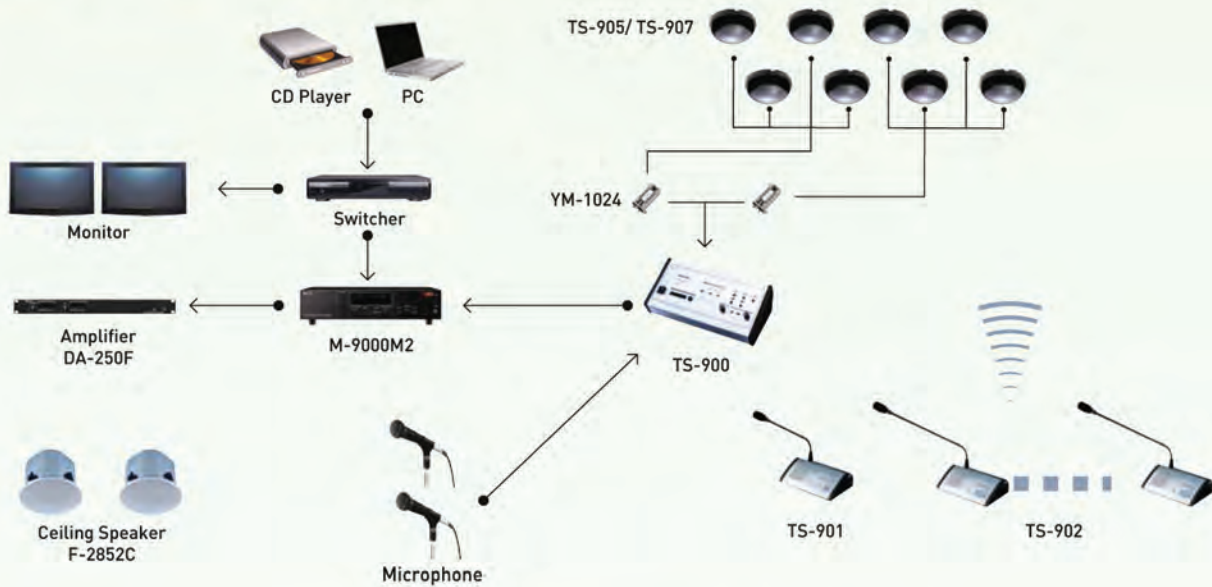 TS-905/ TS-907
CD Player
PC
YM-1024
Switcher
Monitor
Amplifier
DA-250F
M-9000M2
TS-900
Ceiling Speaker
F-2852C
Microphone
TS-901
TS-902